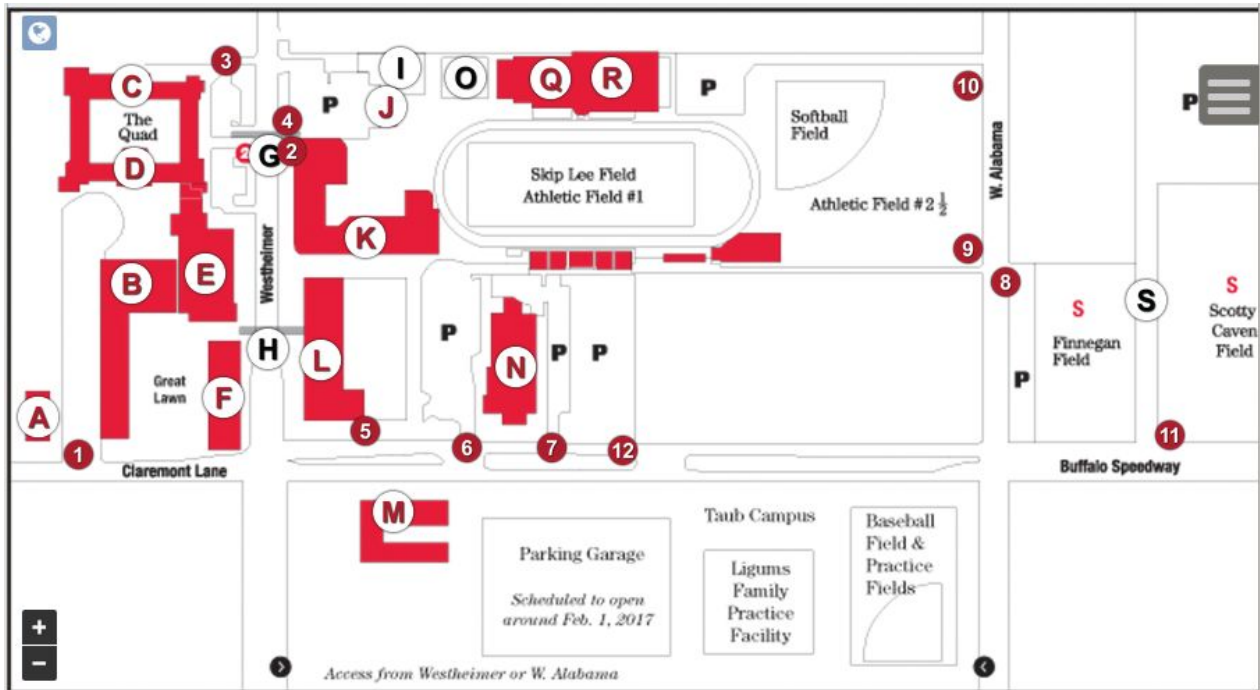 3
I
O
Q
R
C
J
P
P
10
P
The
Quad
4
Softball
Field
2
G
2
D
Skip Lee Field
Athletic Field #1
W. Alabama
Athletic Field #2 ½
K
9
E
B
Westheimer
8
S
S
Scotty
Caven
Field
S
Finnegan
Field
P
H
L
N
P
P
P
Great
Lawn
F
A
1
5
6
7
12
11
Claremont Lane
Buffalo Speedway
M
Taub Campus
Baseball
Field &
Practice
Fields
Parking Garage
Scheduled to open
around Feb. 1, 2017
Ligums
Family
Practice
Facility
+
−
Access from Westheimer or W. Alabama